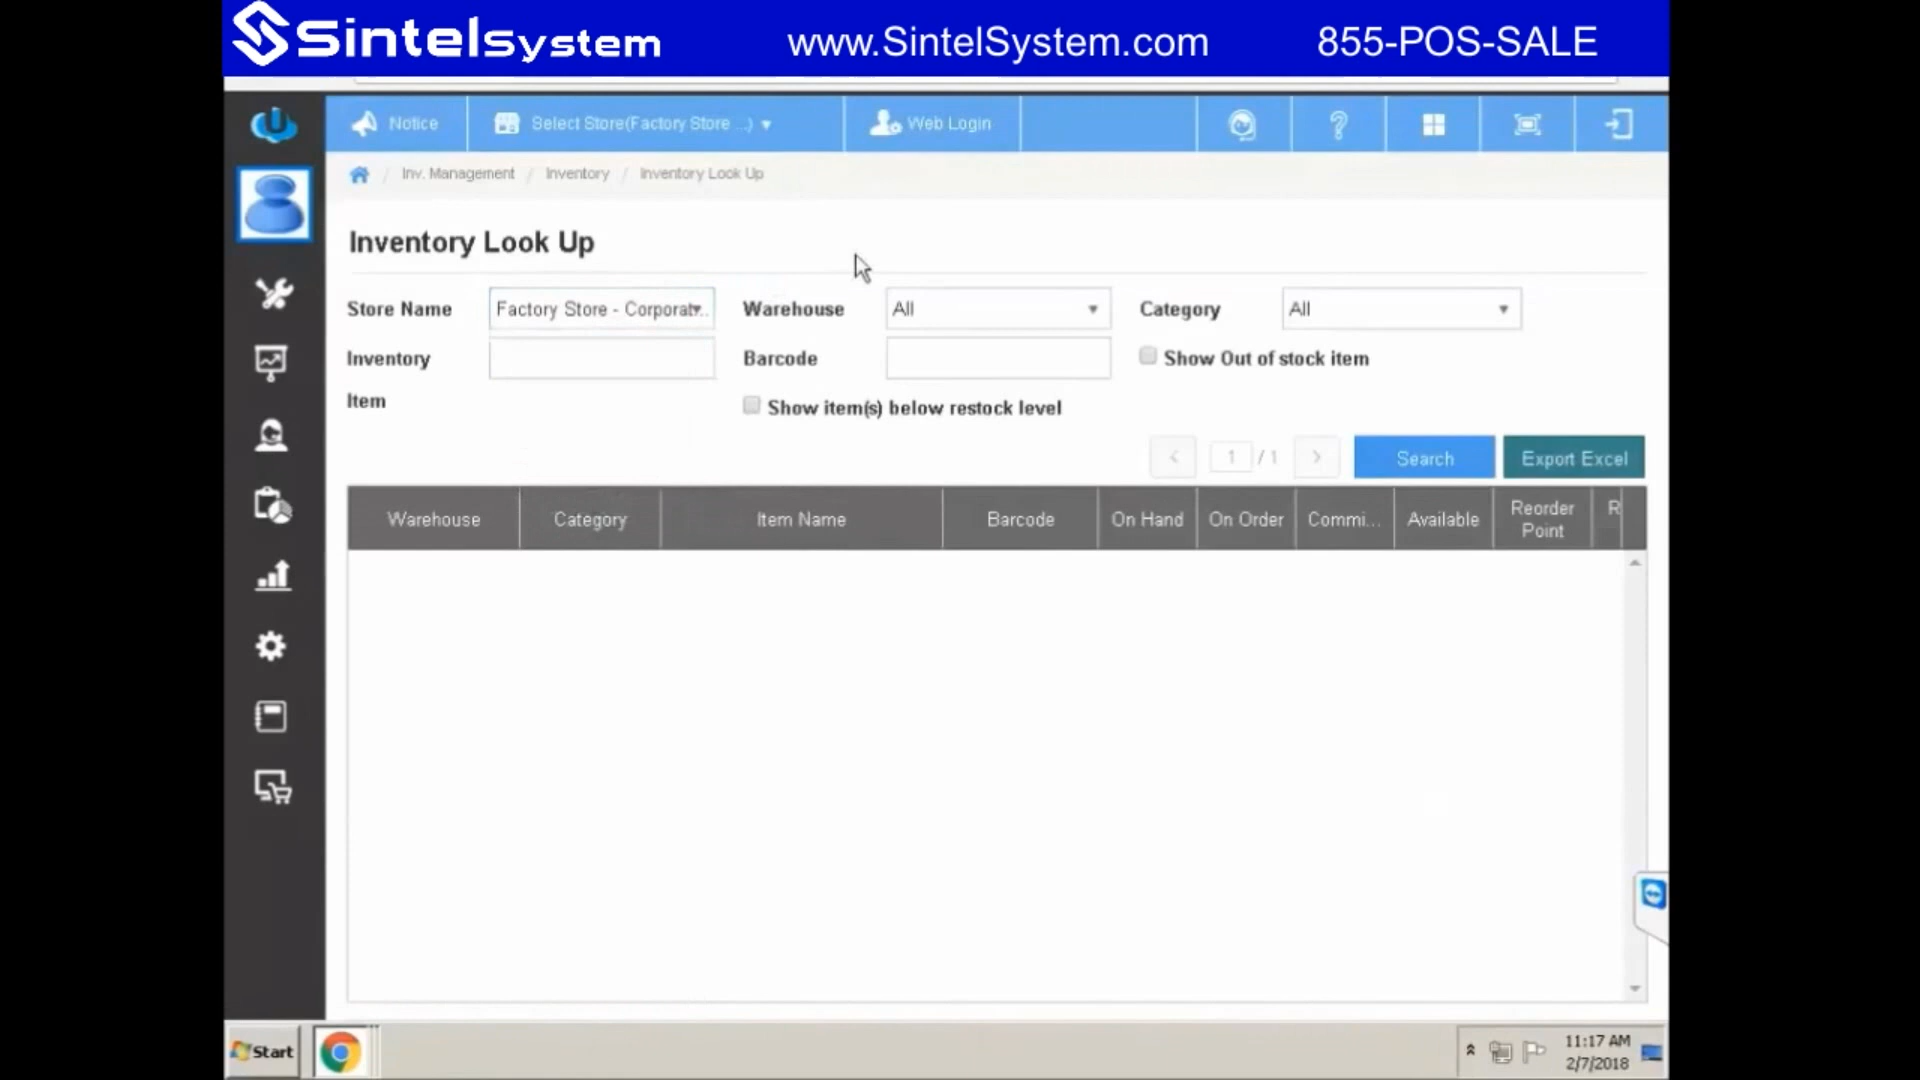 Sintelsystem www.SintelSystem.com 855-POS-SALE
Notice Select Store(Factory Store ...) Web Login
/ Inv. Management / Inventory / Inventory Look Up
Inventory Look Up
Store Name Factory Store - Corporat... Warehouse All Category All
Inventory Barcode Show Out of stock item
Item Show item(s) below restock level
< 1 / 1 > Search Export Excel
Warehouse Category Item Name Barcode On Hand On Order Commi... Available Reorder R
Point
Start 11:17 AM
2/7/2018